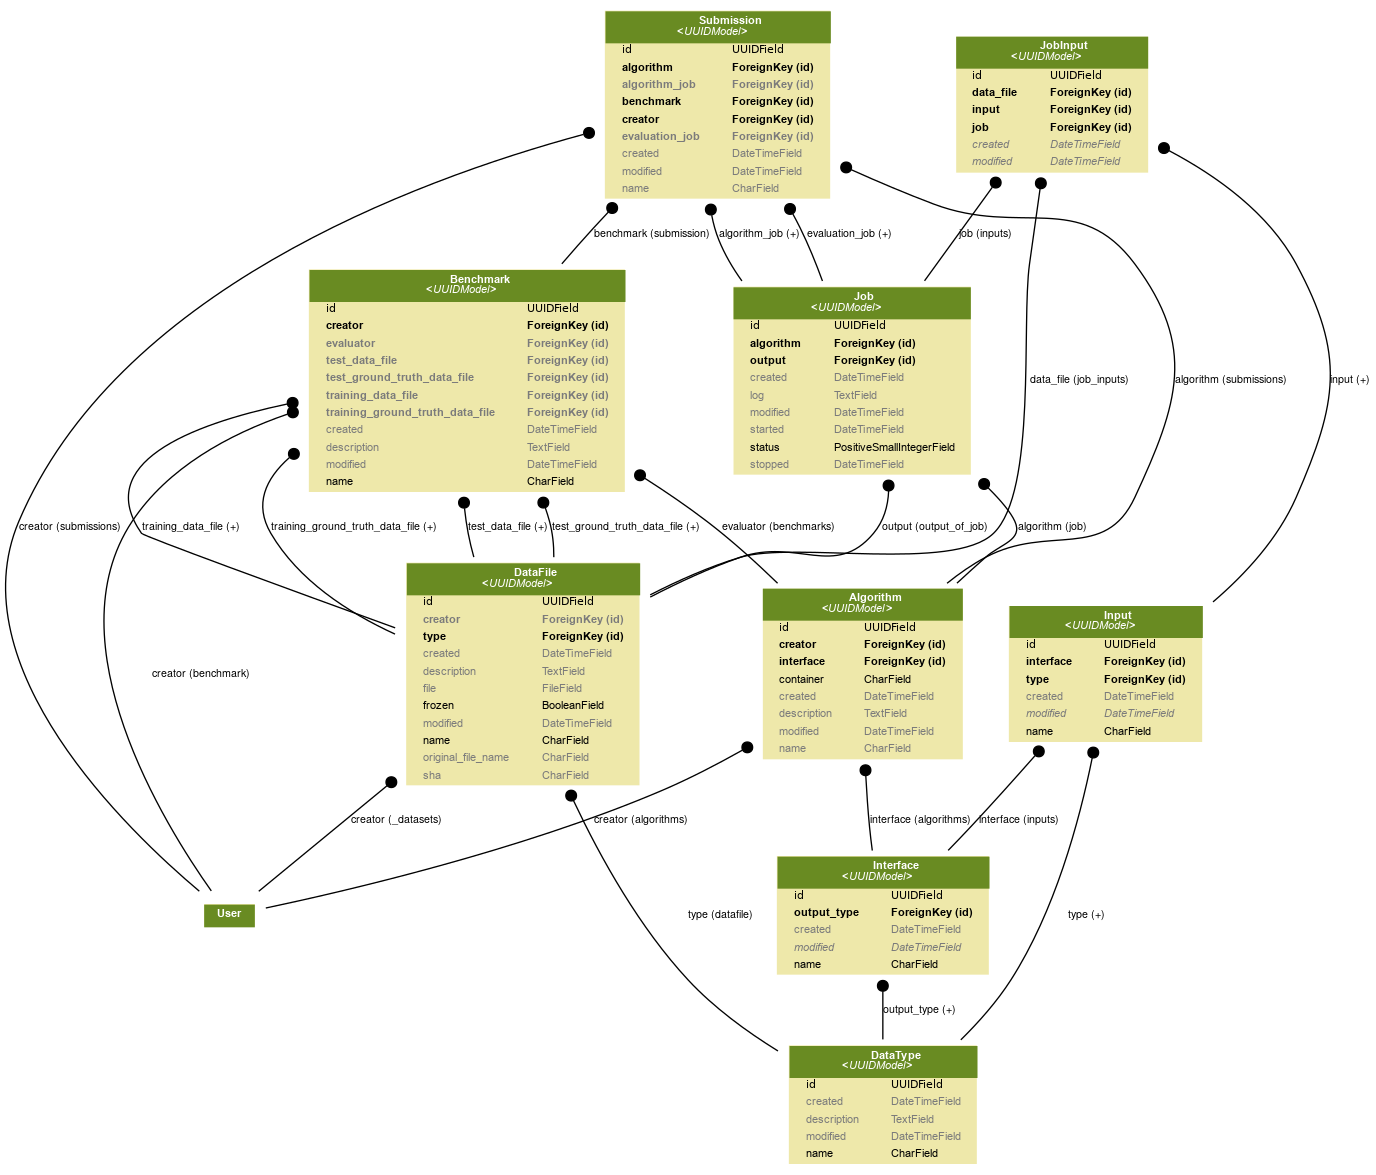 Submission
<UUIDModel>
id UUIDField
algorithm ForeignKey (id)
algorithm_job ForeignKey (id)
benchmark ForeignKey (id)
creator ForeignKey (id)
evaluation_job ForeignKey (id)
created DateTimeField
modified DateTimeField
name CharField
JobInput
<UUIDModel>
id UUIDField
data_file ForeignKey (id)
input ForeignKey (id)
job ForeignKey (id)
created DateTimeField
modified DateTimeField
benchmark (submission)
algorithm_job (+)
evaluation_job (+)
job (inputs)
Benchmark
<UUIDModel>
id UUIDField
creator ForeignKey (id)
evaluator ForeignKey (id)
test_data_file ForeignKey (id)
test_ground_truth_data_file ForeignKey (id)
training_data_file ForeignKey (id)
training_ground_truth_data_file ForeignKey (id)
created DateTimeField
description TextField
modified DateTimeField
name CharField
Job
<UUIDModel>
id UUIDField
algorithm ForeignKey (id)
output ForeignKey (id)
created DateTimeField
log TextField
modified DateTimeField
started DateTimeField
status PositiveSmallIntegerField
stopped DateTimeField
data_file (job_inputs)
algorithm (submissions)
input (+)
creator (submissions)
training_data_file (+)
training_ground_truth_data_file (+)
test_data_file (+)
test_ground_truth_data_file (+)
evaluator (benchmarks)
output (output_of_job)
algorithm (job)
DataFile
<UUIDModel>
id UUIDField
creator ForeignKey (id)
type ForeignKey (id)
created DateTimeField
description TextField
file FileField
frozen BooleanField
modified DateTimeField
name CharField
original_file_name CharField
sha CharField
Algorithm
<UUIDModel>
id UUIDField
creator ForeignKey (id)
interface ForeignKey (id)
container CharField
created DateTimeField
description TextField
modified DateTimeField
name CharField
Input
<UUIDModel>
id UUIDField
interface ForeignKey (id)
type ForeignKey (id)
created DateTimeField
modified DateTimeField
name CharField
creator (benchmark)
creator (_datasets)
creator (algorithms)
interface (algorithms)
interface (inputs)
User
type (datafile)
Interface
<UUIDModel>
id UUIDField
output_type ForeignKey (id)
created DateTimeField
modified DateTimeField
name CharField
type (+)
output_type (+)
DataType
<UUIDModel>
id UUIDField
created DateTimeField
description TextField
modified DateTimeField
name CharField